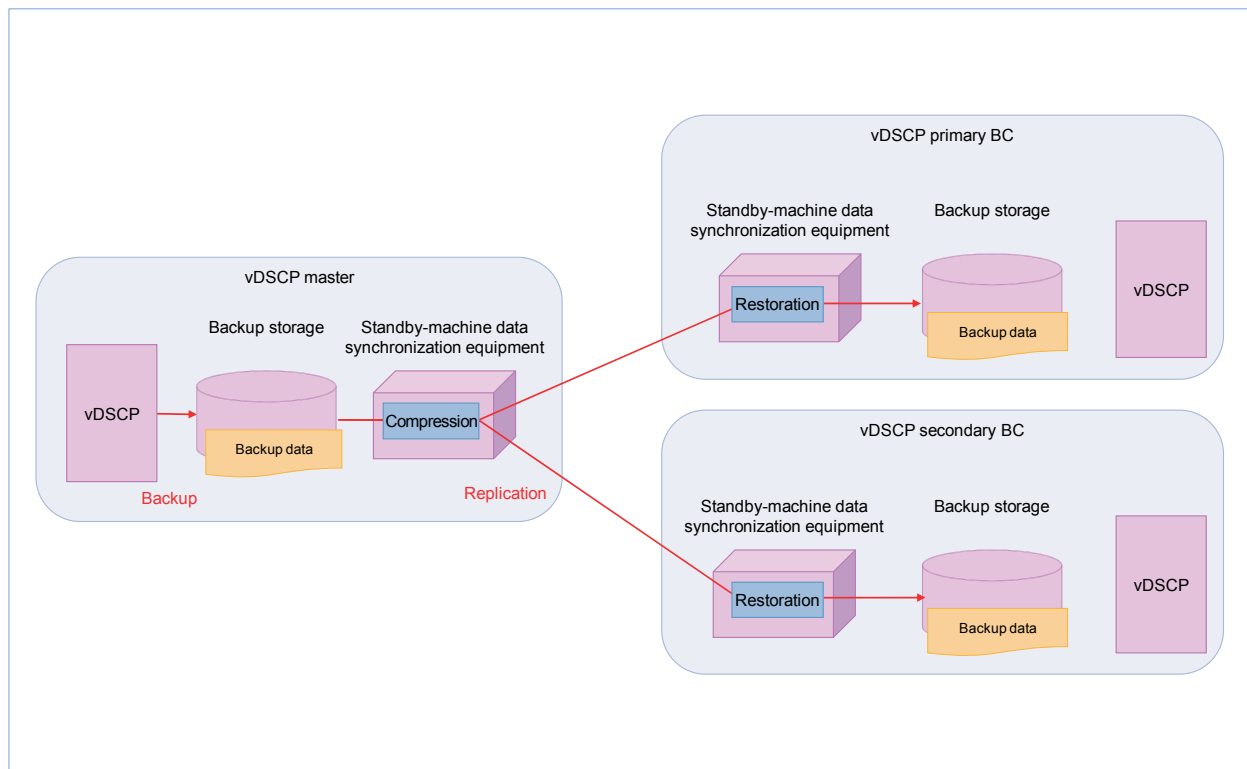 vDSCP master
Backup storage
Standby-machine data
synchronization equipment
vDSCP
Compression
Backup data
Backup
Replication
vDSCP primary BC
Standby-machine data
synchronization equipment
Backup storage
Restoration
vDSCP
Backup data
vDSCP secondary BC
Standby-machine data
synchronization equipment
Backup storage
Restoration
vDSCP
Backup data